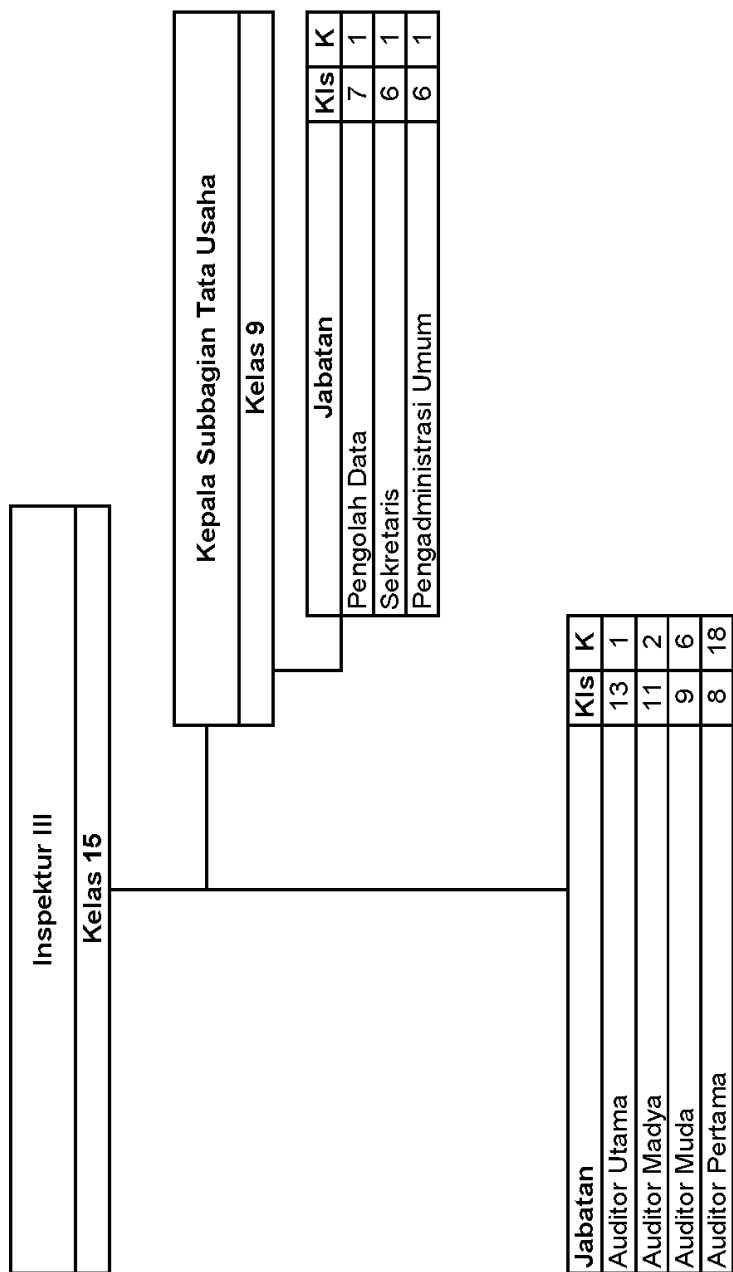 Inspektur III
Kelas 15
Kepala Subbagian Tata Usaha
Kelas 9
Jabatan Kls K
Pengolah Data 7 1
Sekretaris 6 1
Pengadministrasi Umum 6 1
Jabatan Kls K
Auditor Utama 13 1
Auditor Madya 11 2
Auditor Muda 9 6
Auditor Pertama 8 18